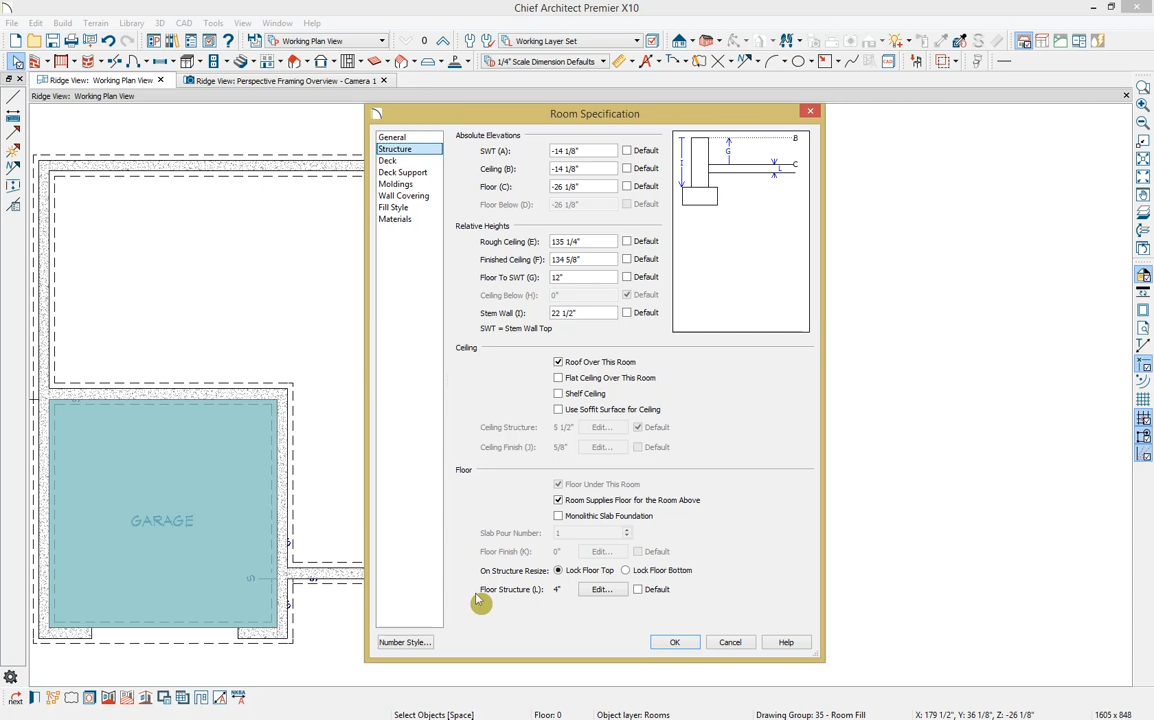 Chief Architect Premier X10
File Edit Build Terrain Library 3D CAD Tools View Window Help
Working Plan View 0 Working Layer Set
1/4" Scale Dimension Defaults
Ridge View: Working Plan View Ridge View: Perspective Framing Overview - Camera 1
Ridge View: Working Plan View
Room Specification
General
Structure
Deck
Deck Support
Moldings
Wall Covering
Fill Style
Materials
Absolute Elevations
SWT (A): -14 1/8" Default
Ceiling (B): -14 1/8" Default
Floor (C): -26 1/8" Default
Floor Below (D): -26 1/8" Default
Relative Heights
Rough Ceiling (E): 135 1/4" Default
Finished Ceiling (F): 134 5/8" Default
Floor To SWT (G): 12" Default
Ceiling Below (H): 0" Default
Stem Wall (I): 22 1/2" Default
SWT = Stem Wall Top
B
G
I
C
L
Ceiling
Roof Over This Room
Flat Ceiling Over This Room
Shelf Ceiling
Use Soffit Surface for Ceiling
Ceiling Structure: 5 1/2" Edit... Default
Ceiling Finish (J): 5/8" Edit... Default
Floor
Floor Under This Room
Room Supplies Floor for the Room Above
Monolithic Slab Foundation
Slab Pour Number: 1
Floor Finish (K): 0" Edit... Default
On Structure Resize: Lock Floor Top Lock Floor Bottom
Floor Structure (L): 4" Edit... Default
Number Style... OK Cancel Help
GARAGE
next NKBA
Select Objects [Space] Floor: 0 Object layer: Rooms Drawing Group: 35 - Room Fill X: 179 1/2", Y: 36 1/8", Z: -26 1/8" 1605 x 848